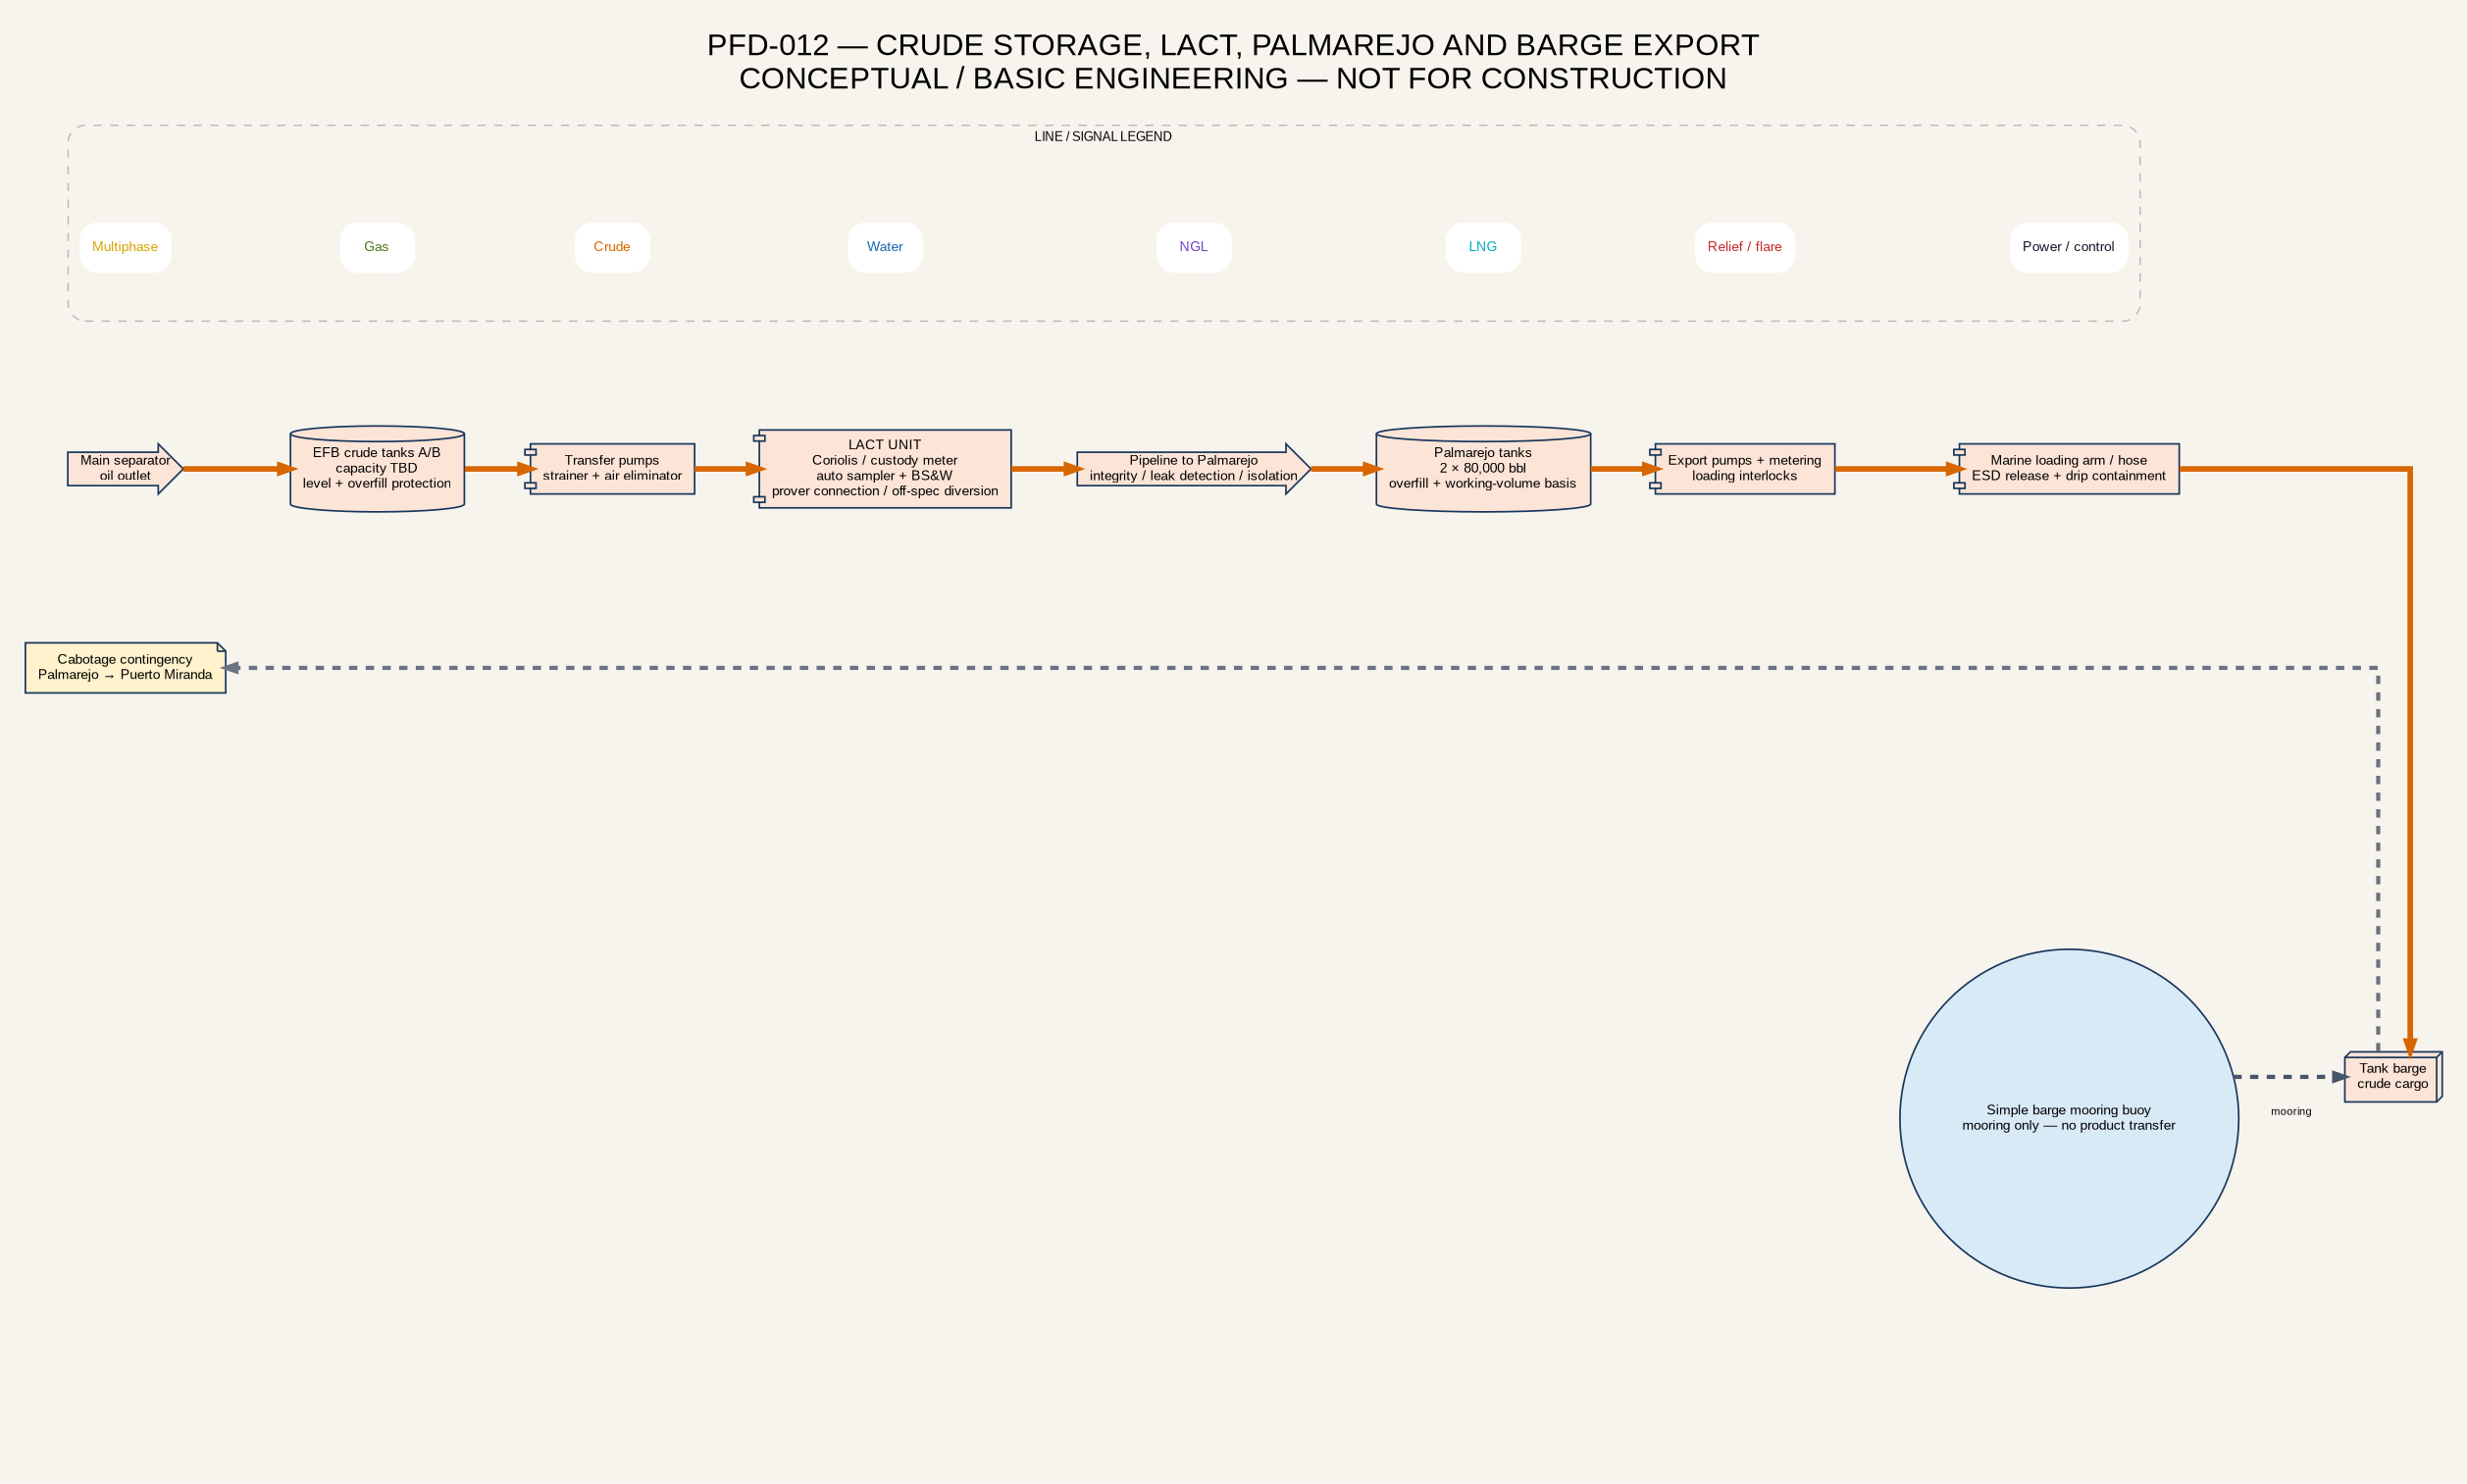 PFD-012 — CRUDE STORAGE, LACT, PALMAREJO AND BARGE EXPORT
CONCEPTUAL / BASIC ENGINEERING — NOT FOR CONSTRUCTION
LINE / SIGNAL LEGEND
Multiphase
Gas
Crude
Water
NGL
LNG
Relief / flare
Power / control
Main separator
oil outlet
EFB crude tanks A/B
capacity TBD
level + overfill protection
Transfer pumps
strainer + air eliminator
LACT UNIT
Coriolis / custody meter
auto sampler + BS&W
prover connection / off-spec diversion
Pipeline to Palmarejo
integrity / leak detection / isolation
Palmarejo tanks
2 × 80,000 bbl
overfill + working-volume basis
Export pumps + metering
loading interlocks
Marine loading arm / hose
ESD release + drip containment
Cabotage contingency
Palmarejo → Puerto Miranda
Simple barge mooring buoy
mooring only — no product transfer
mooring
Tank barge
crude cargo